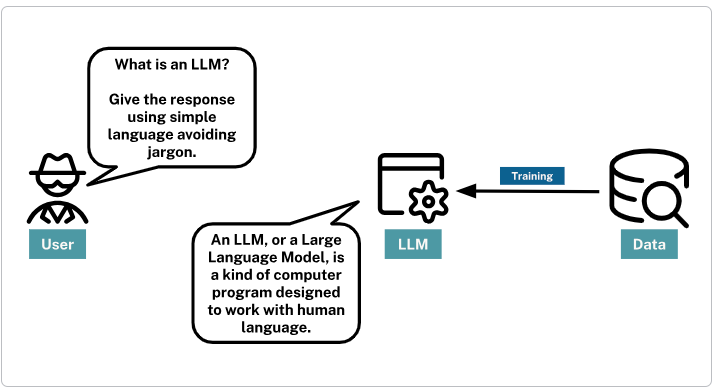 What is an LLM?
Give the response
using simple
language avoiding
jargon.
Training
User
LLM
Data
An LLM, or a Large
Language Model, is
a kind of computer
program designed
to work with human
language.